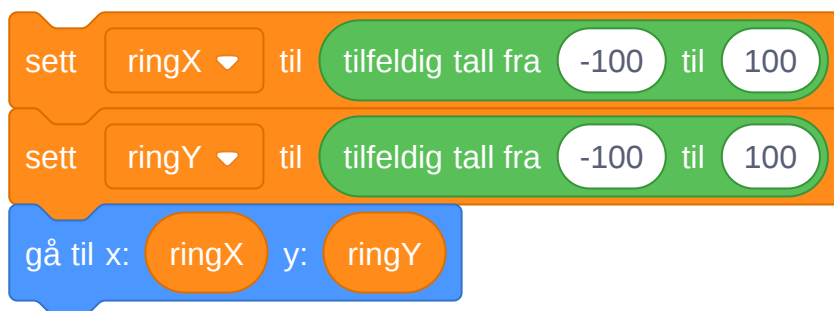 sett ringX til tilfeldig tall fra -100 til 100
sett ringY til tilfeldig tall fra -100 til 100
gå til x: ringX y: ringY